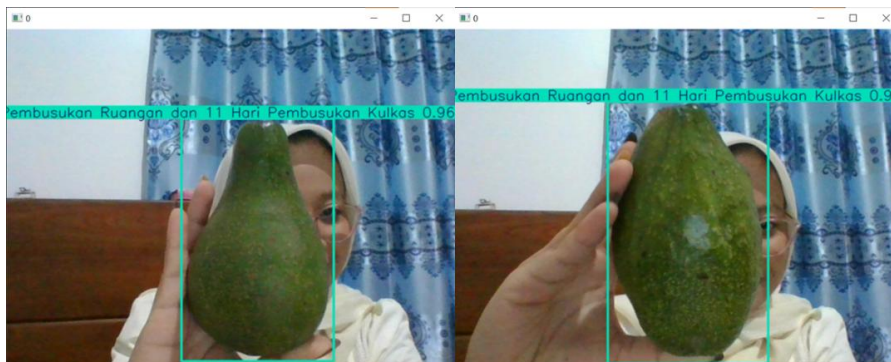 0
Pembusukan Ruangan dan 11 Hari Pembusukan Kulkas 0.96
0
Pembusukan Ruangan dan 11 Hari Pembusukan Kulkas 0.9